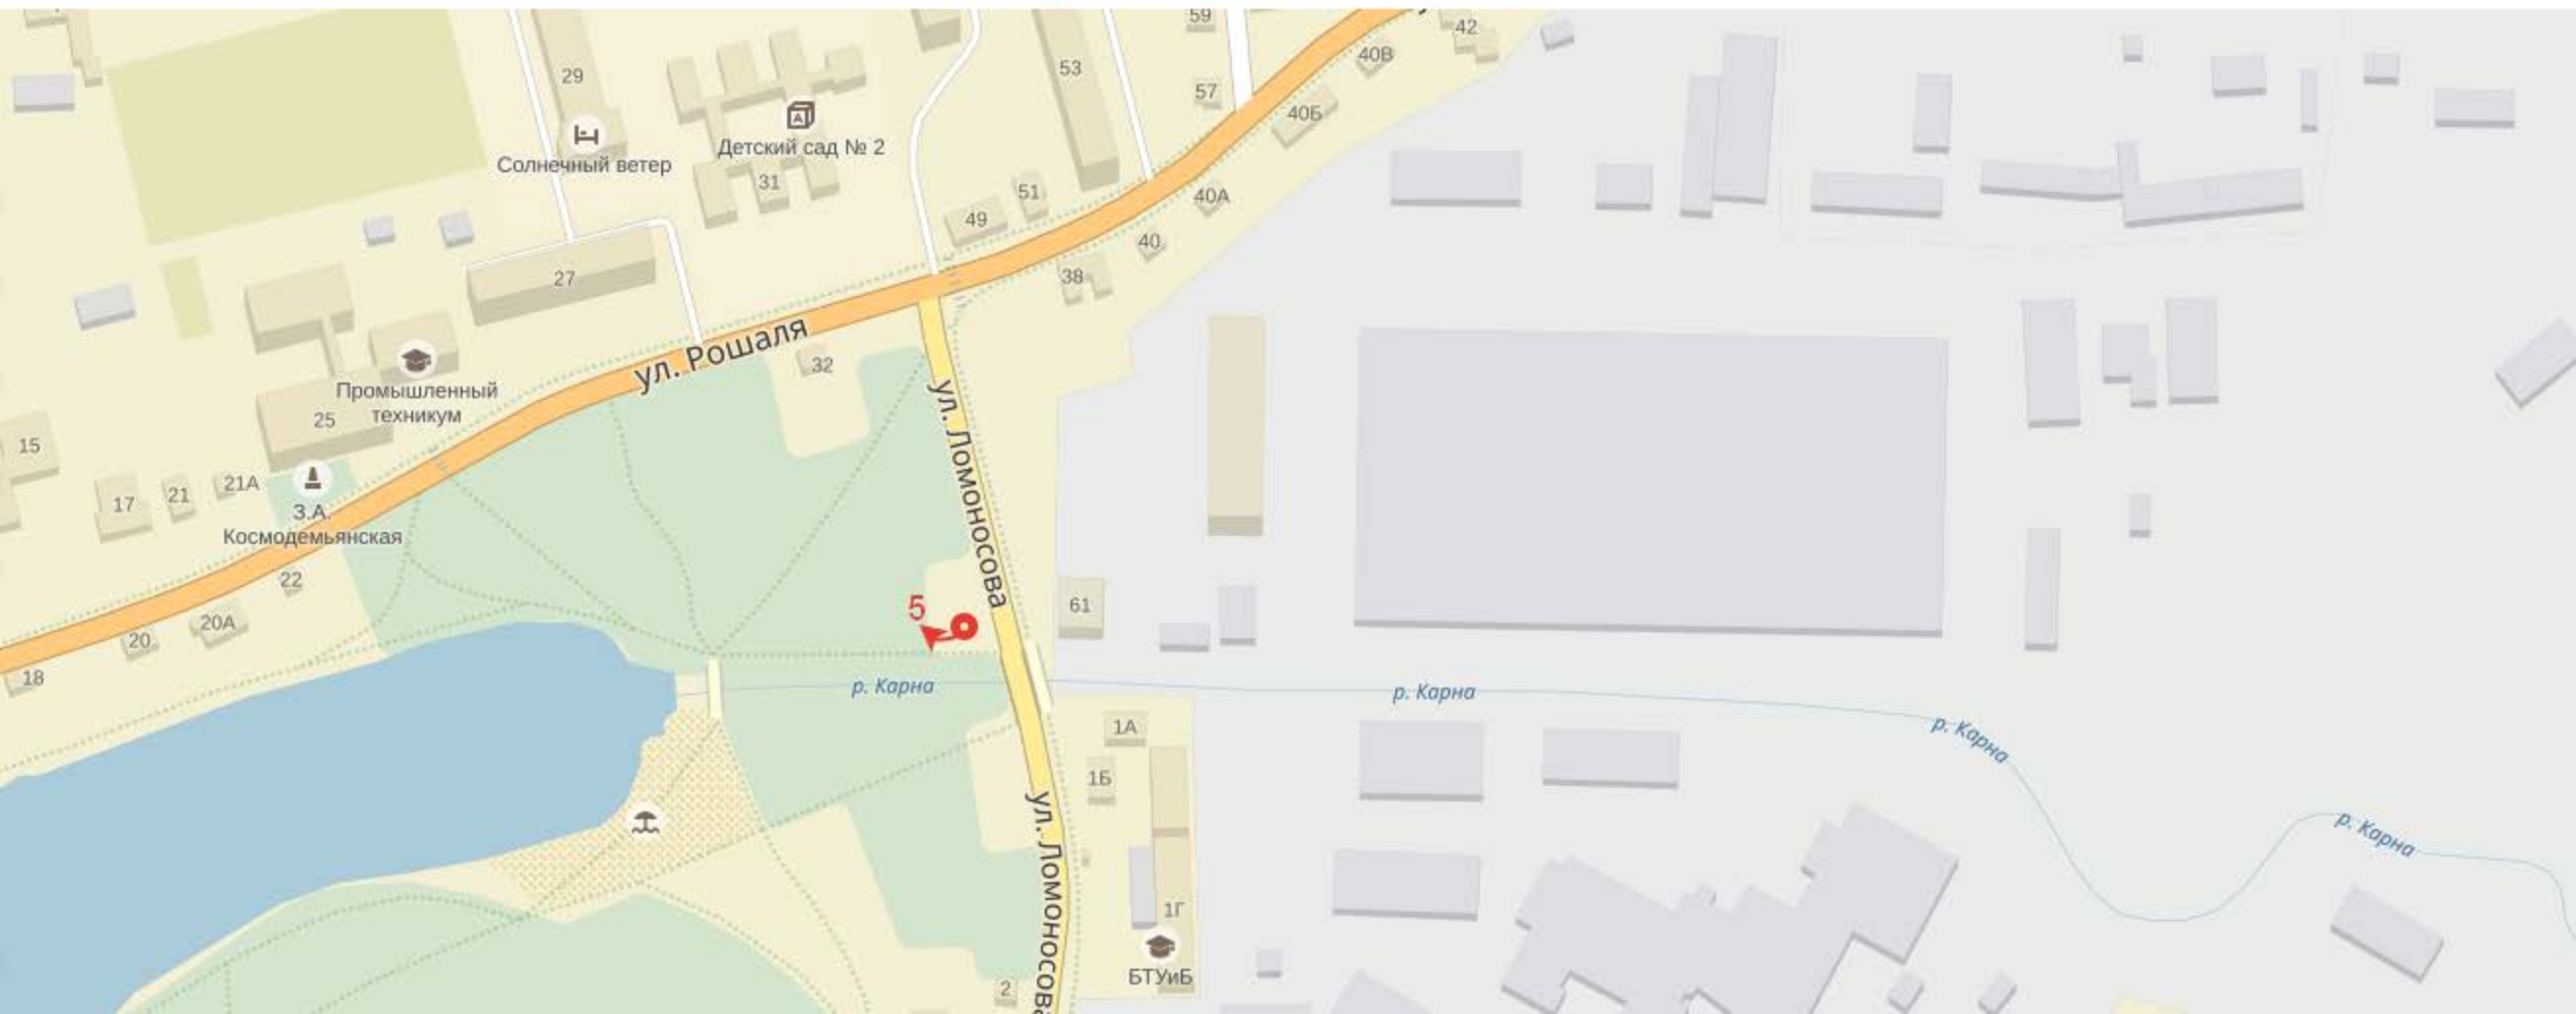 59
42
29
53
40В
57
40Б
Детский сад № 2
Солнечный ветер
31
51
40А
49
40
27
38
ул. Рошаля
32
Промышленный
техникум
25
ул. Ломоносова
15
21А
21
17
З.А.
Космодемьянская
22
5
61
20А
20
18
р. Карна
р. Карна
р. Карна
1А
1Б
ул. Ломоносова
р. Карна
1Г
БТУиБ
2